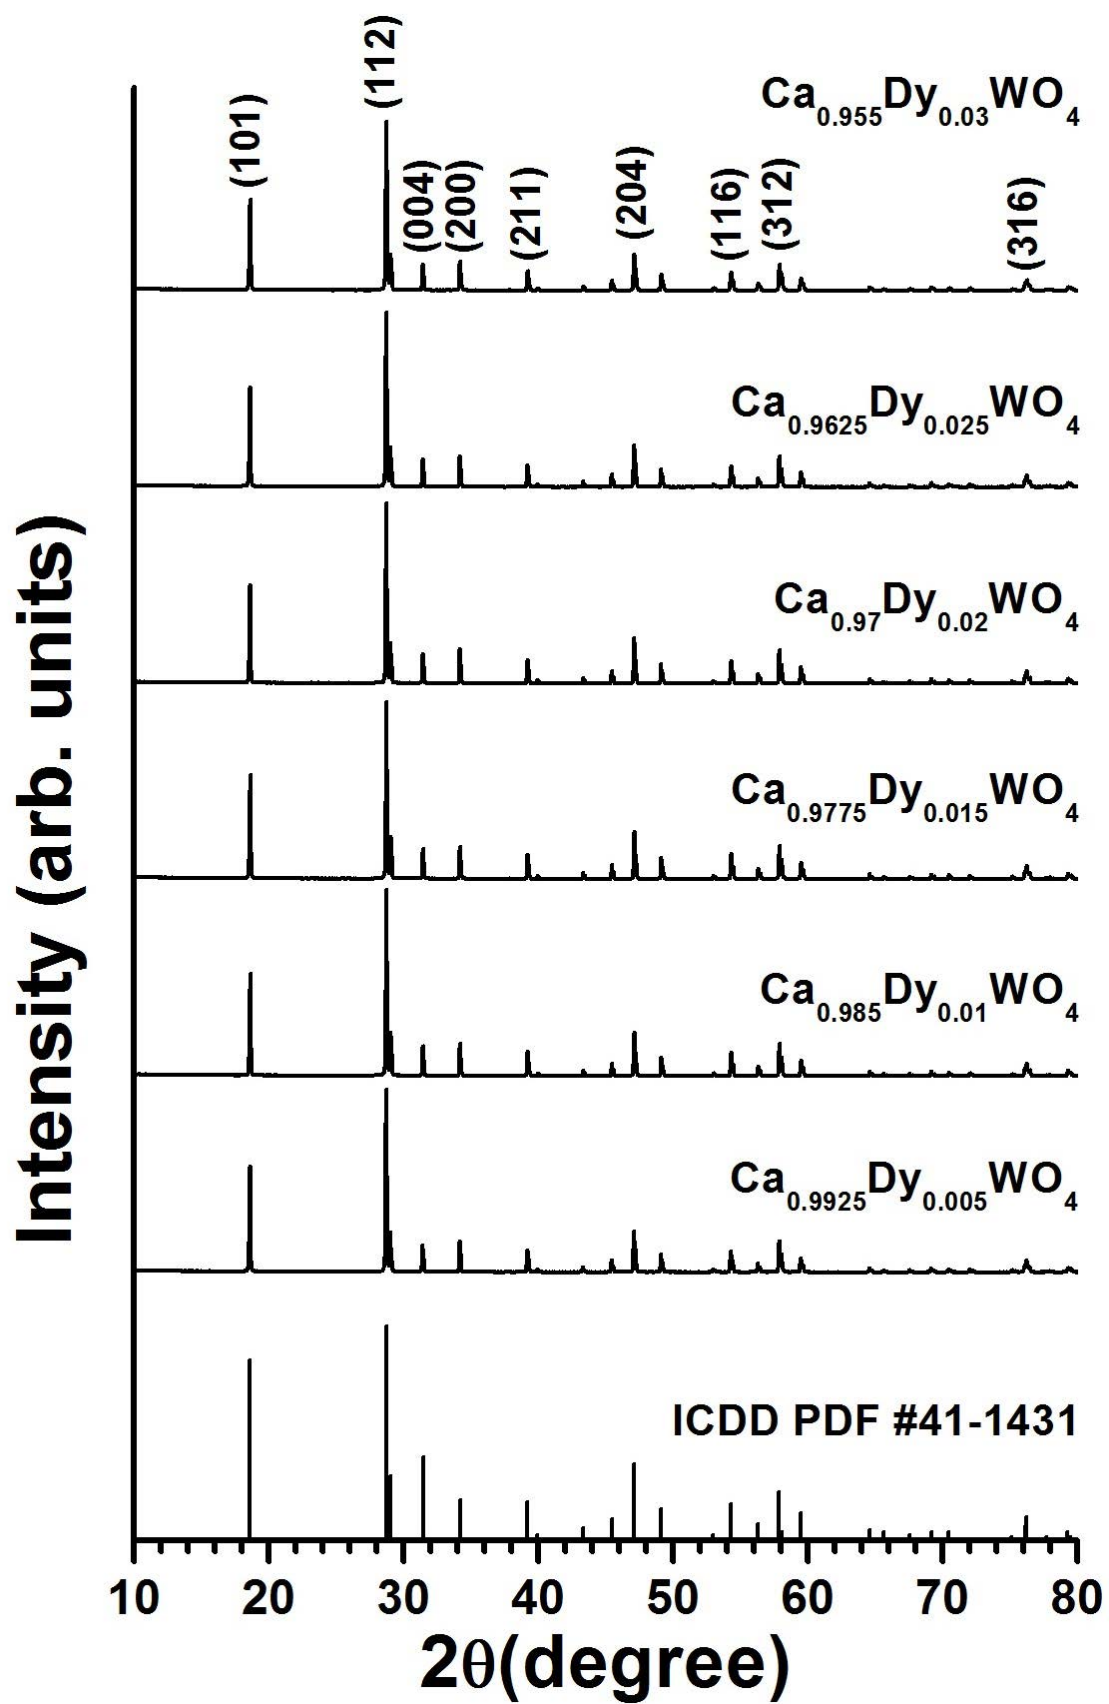 (101) (112) (004) (200) (211) (204) (116) (312) (316)
Ca0.955Dy0.03WO4
Ca0.9625Dy0.025WO4
Ca0.97Dy0.02WO4
Ca0.9775Dy0.015WO4
Ca0.985Dy0.01WO4
Ca0.9925Dy0.005WO4
ICDD PDF #41-1431
Intensity (arb. units)
10 20 30 40 50 60 70 80
2θ(degree)